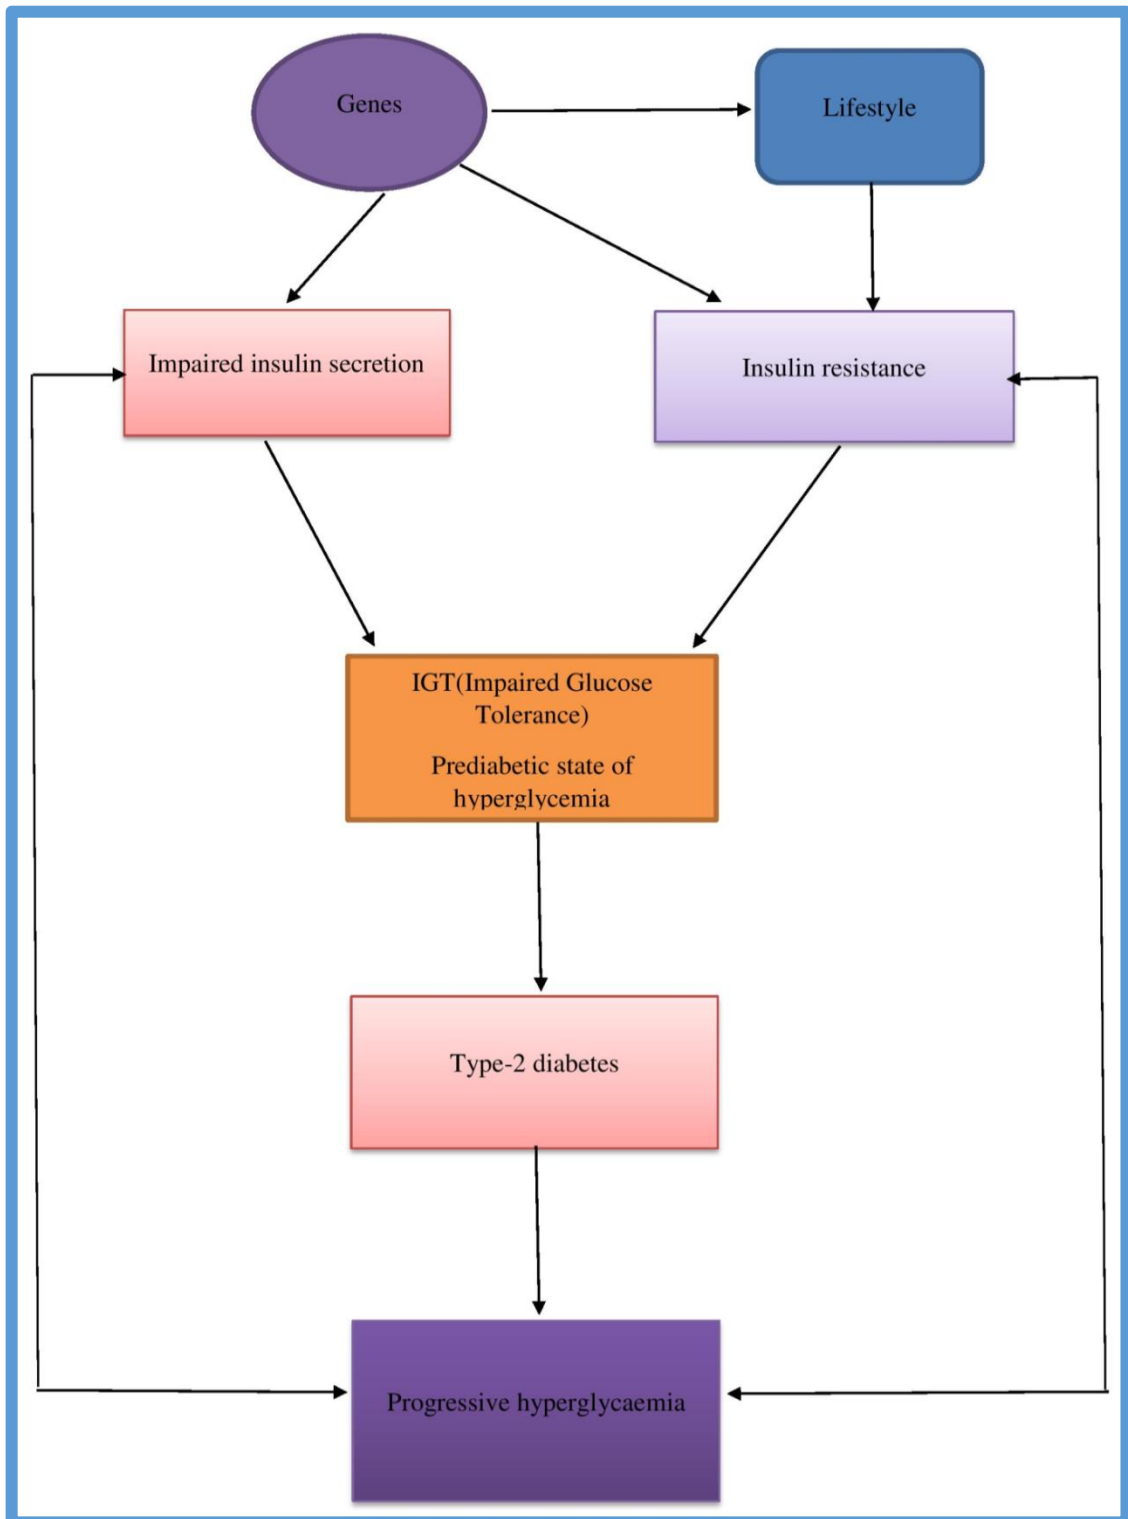 Genes
Lifestyle
Impaired insulin secretion
Insulin resistance
IGT(Impaired Glucose
Tolerance)
Prediabetic state of
hyperglycemia
Type-2 diabetes
Progressive hyperglycaemia